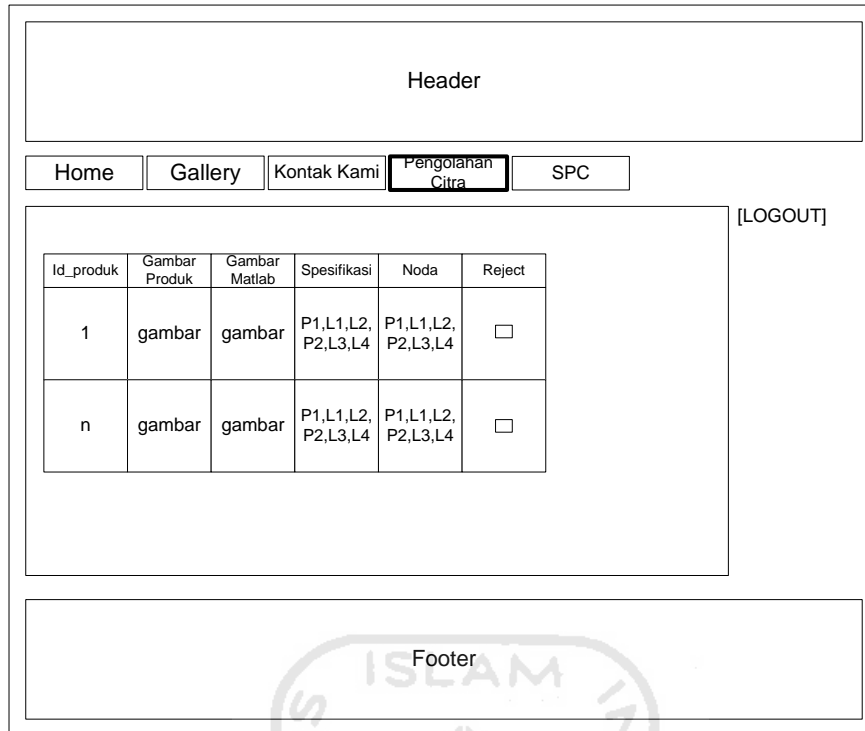 Header
Home
Gallery
Kontak Kami
Pengolahan
Citra
SPC
[LOGOUT]
Id_produk
Gambar
Produk
Gambar
Matlab
Spesifikasi
Noda
Reject
1
gambar
gambar
P1,L1,L2,
P2,L3,L4
P1,L1,L2,
P2,L3,L4
n
gambar
gambar
P1,L1,L2,
P2,L3,L4
P1,L1,L2,
P2,L3,L4
Footer
ISLAM